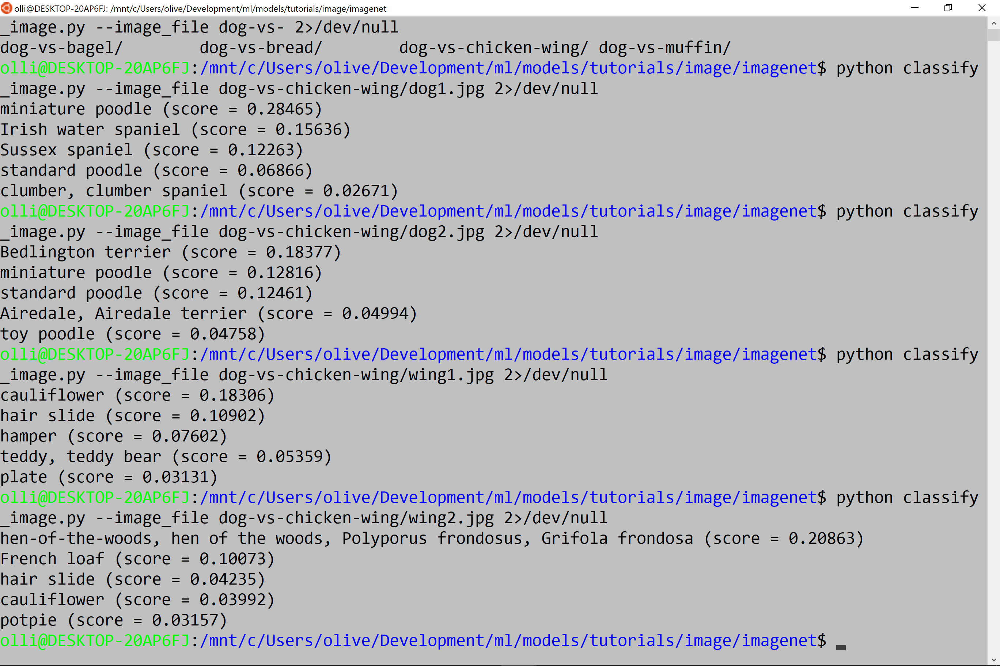 olli@DESKTOP-20AP6FJ: /mnt/c/Users/olive/Development/ml/models/tutorials/image/imagenet
_image.py --image_file dog-vs- 2>/dev/null
dog-vs-bagel/        dog-vs-bread/        dog-vs-chicken-wing/ dog-vs-muffin/
olli@DESKTOP-20AP6FJ:/mnt/c/Users/olive/Development/ml/models/tutorials/image/imagenet$ python classify
_image.py --image_file dog-vs-chicken-wing/dog1.jpg 2>/dev/null
miniature poodle (score = 0.28465)
Irish water spaniel (score = 0.15636)
Sussex spaniel (score = 0.12263)
standard poodle (score = 0.06866)
clumber, clumber spaniel (score = 0.02671)
olli@DESKTOP-20AP6FJ:/mnt/c/Users/olive/Development/ml/models/tutorials/image/imagenet$ python classify
_image.py --image_file dog-vs-chicken-wing/dog2.jpg 2>/dev/null
Bedlington terrier (score = 0.18377)
miniature poodle (score = 0.12816)
standard poodle (score = 0.12461)
Airedale, Airedale terrier (score = 0.04994)
toy poodle (score = 0.04758)
olli@DESKTOP-20AP6FJ:/mnt/c/Users/olive/Development/ml/models/tutorials/image/imagenet$ python classify
_image.py --image_file dog-vs-chicken-wing/wing1.jpg 2>/dev/null
cauliflower (score = 0.18306)
hair slide (score = 0.10902)
hamper (score = 0.07602)
teddy, teddy bear (score = 0.05359)
plate (score = 0.03131)
olli@DESKTOP-20AP6FJ:/mnt/c/Users/olive/Development/ml/models/tutorials/image/imagenet$ python classify
_image.py --image_file dog-vs-chicken-wing/wing2.jpg 2>/dev/null
hen-of-the-woods, hen of the woods, Polyporus frondosus, Grifola frondosa (score = 0.20863)
French loaf (score = 0.10073)
hair slide (score = 0.04235)
cauliflower (score = 0.03992)
potpie (score = 0.03157)
olli@DESKTOP-20AP6FJ:/mnt/c/Users/olive/Development/ml/models/tutorials/image/imagenet$